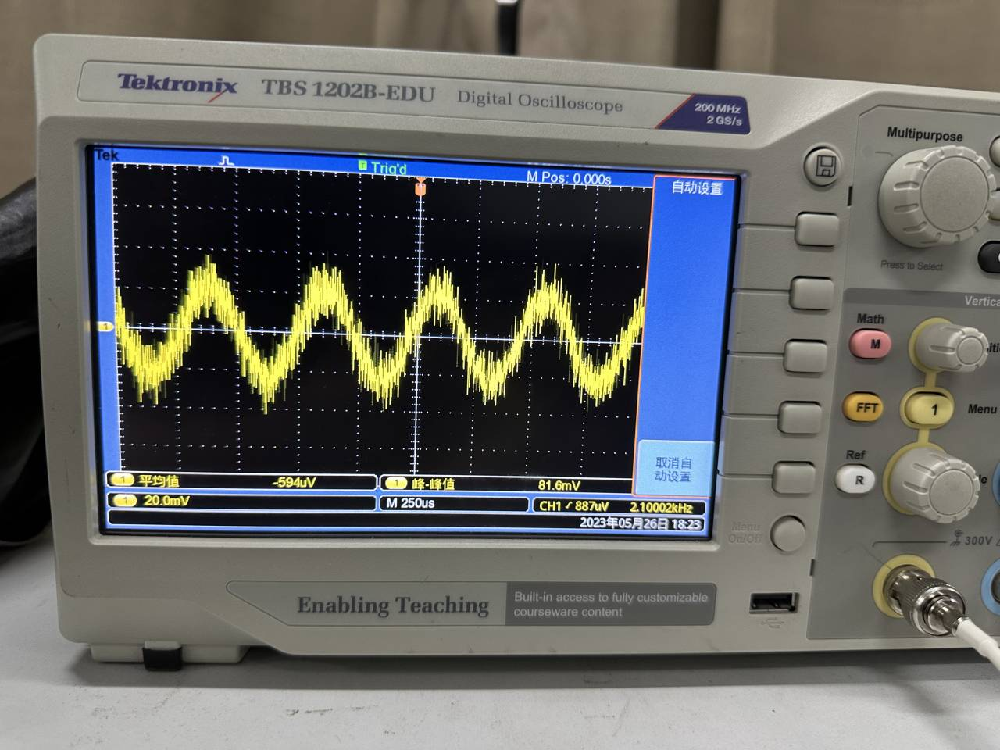 Tektronix TBS 1202B-EDU Digital Oscilloscope 200 MHz
2 GS/s
Tek Trig'd M Pos: 0.000s
自动设置
取消自
动设置
1 平均值 -594uV 1 峰-峰值 81.6mV
1 20.0mV M 250us CH1 887uV 2.10002kHz
2023年05月26日 18:23
Multipurpose
Press to Select
Vertica
Math
M
FFT
1 Menu
Ref
R
Menu
On/Off
300V
Enabling Teaching
Built-in access to fully customizable
courseware content